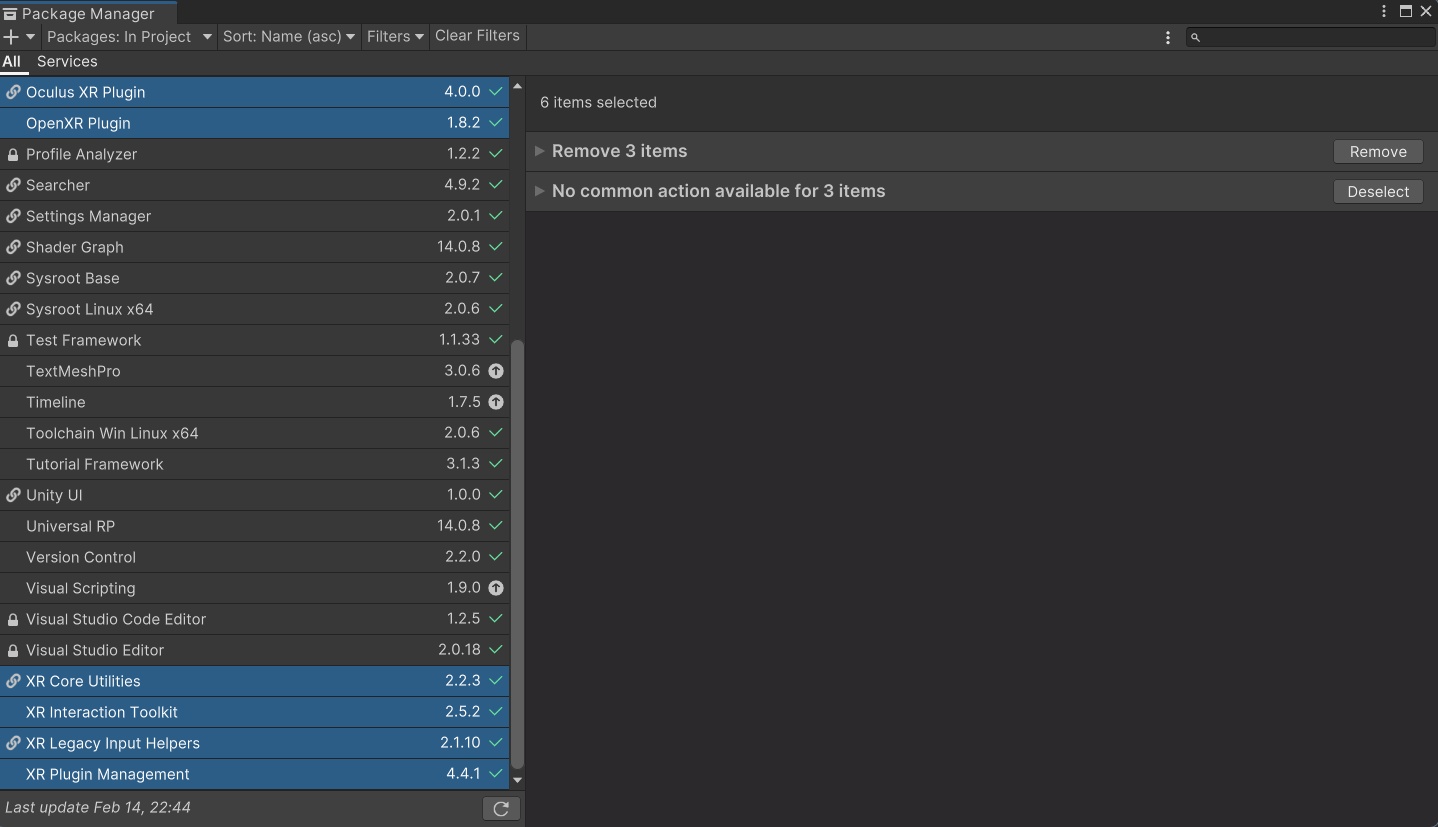 Package Manager
Packages: In Project
Sort: Name (asc)
Filters
Clear Filters
All
Services
Oculus XR Plugin 4.0.0
OpenXR Plugin 1.8.2
Profile Analyzer 1.2.2
Searcher 4.9.2
Settings Manager 2.0.1
Shader Graph 14.0.8
Sysroot Base 2.0.7
Sysroot Linux x64 2.0.6
Test Framework 1.1.33
TextMeshPro 3.0.6
Timeline 1.7.5
Toolchain Win Linux x64 2.0.6
Tutorial Framework 3.1.3
Unity UI 1.0.0
Universal RP 14.0.8
Version Control 2.2.0
Visual Scripting 1.9.0
Visual Studio Code Editor 1.2.5
Visual Studio Editor 2.0.18
XR Core Utilities 2.2.3
XR Interaction Toolkit 2.5.2
XR Legacy Input Helpers 2.1.10
XR Plugin Management 4.4.1
Last update Feb 14, 22:44
6 items selected
Remove 3 items
Remove
No common action available for 3 items
Deselect